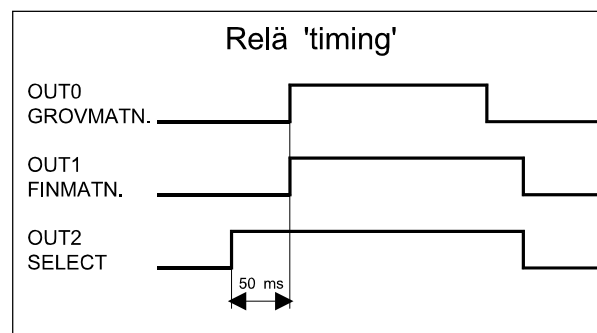 Relä 'timing'
OUT0
GROVMATN.
OUT1
FINMATN.
OUT2
SELECT
50 ms